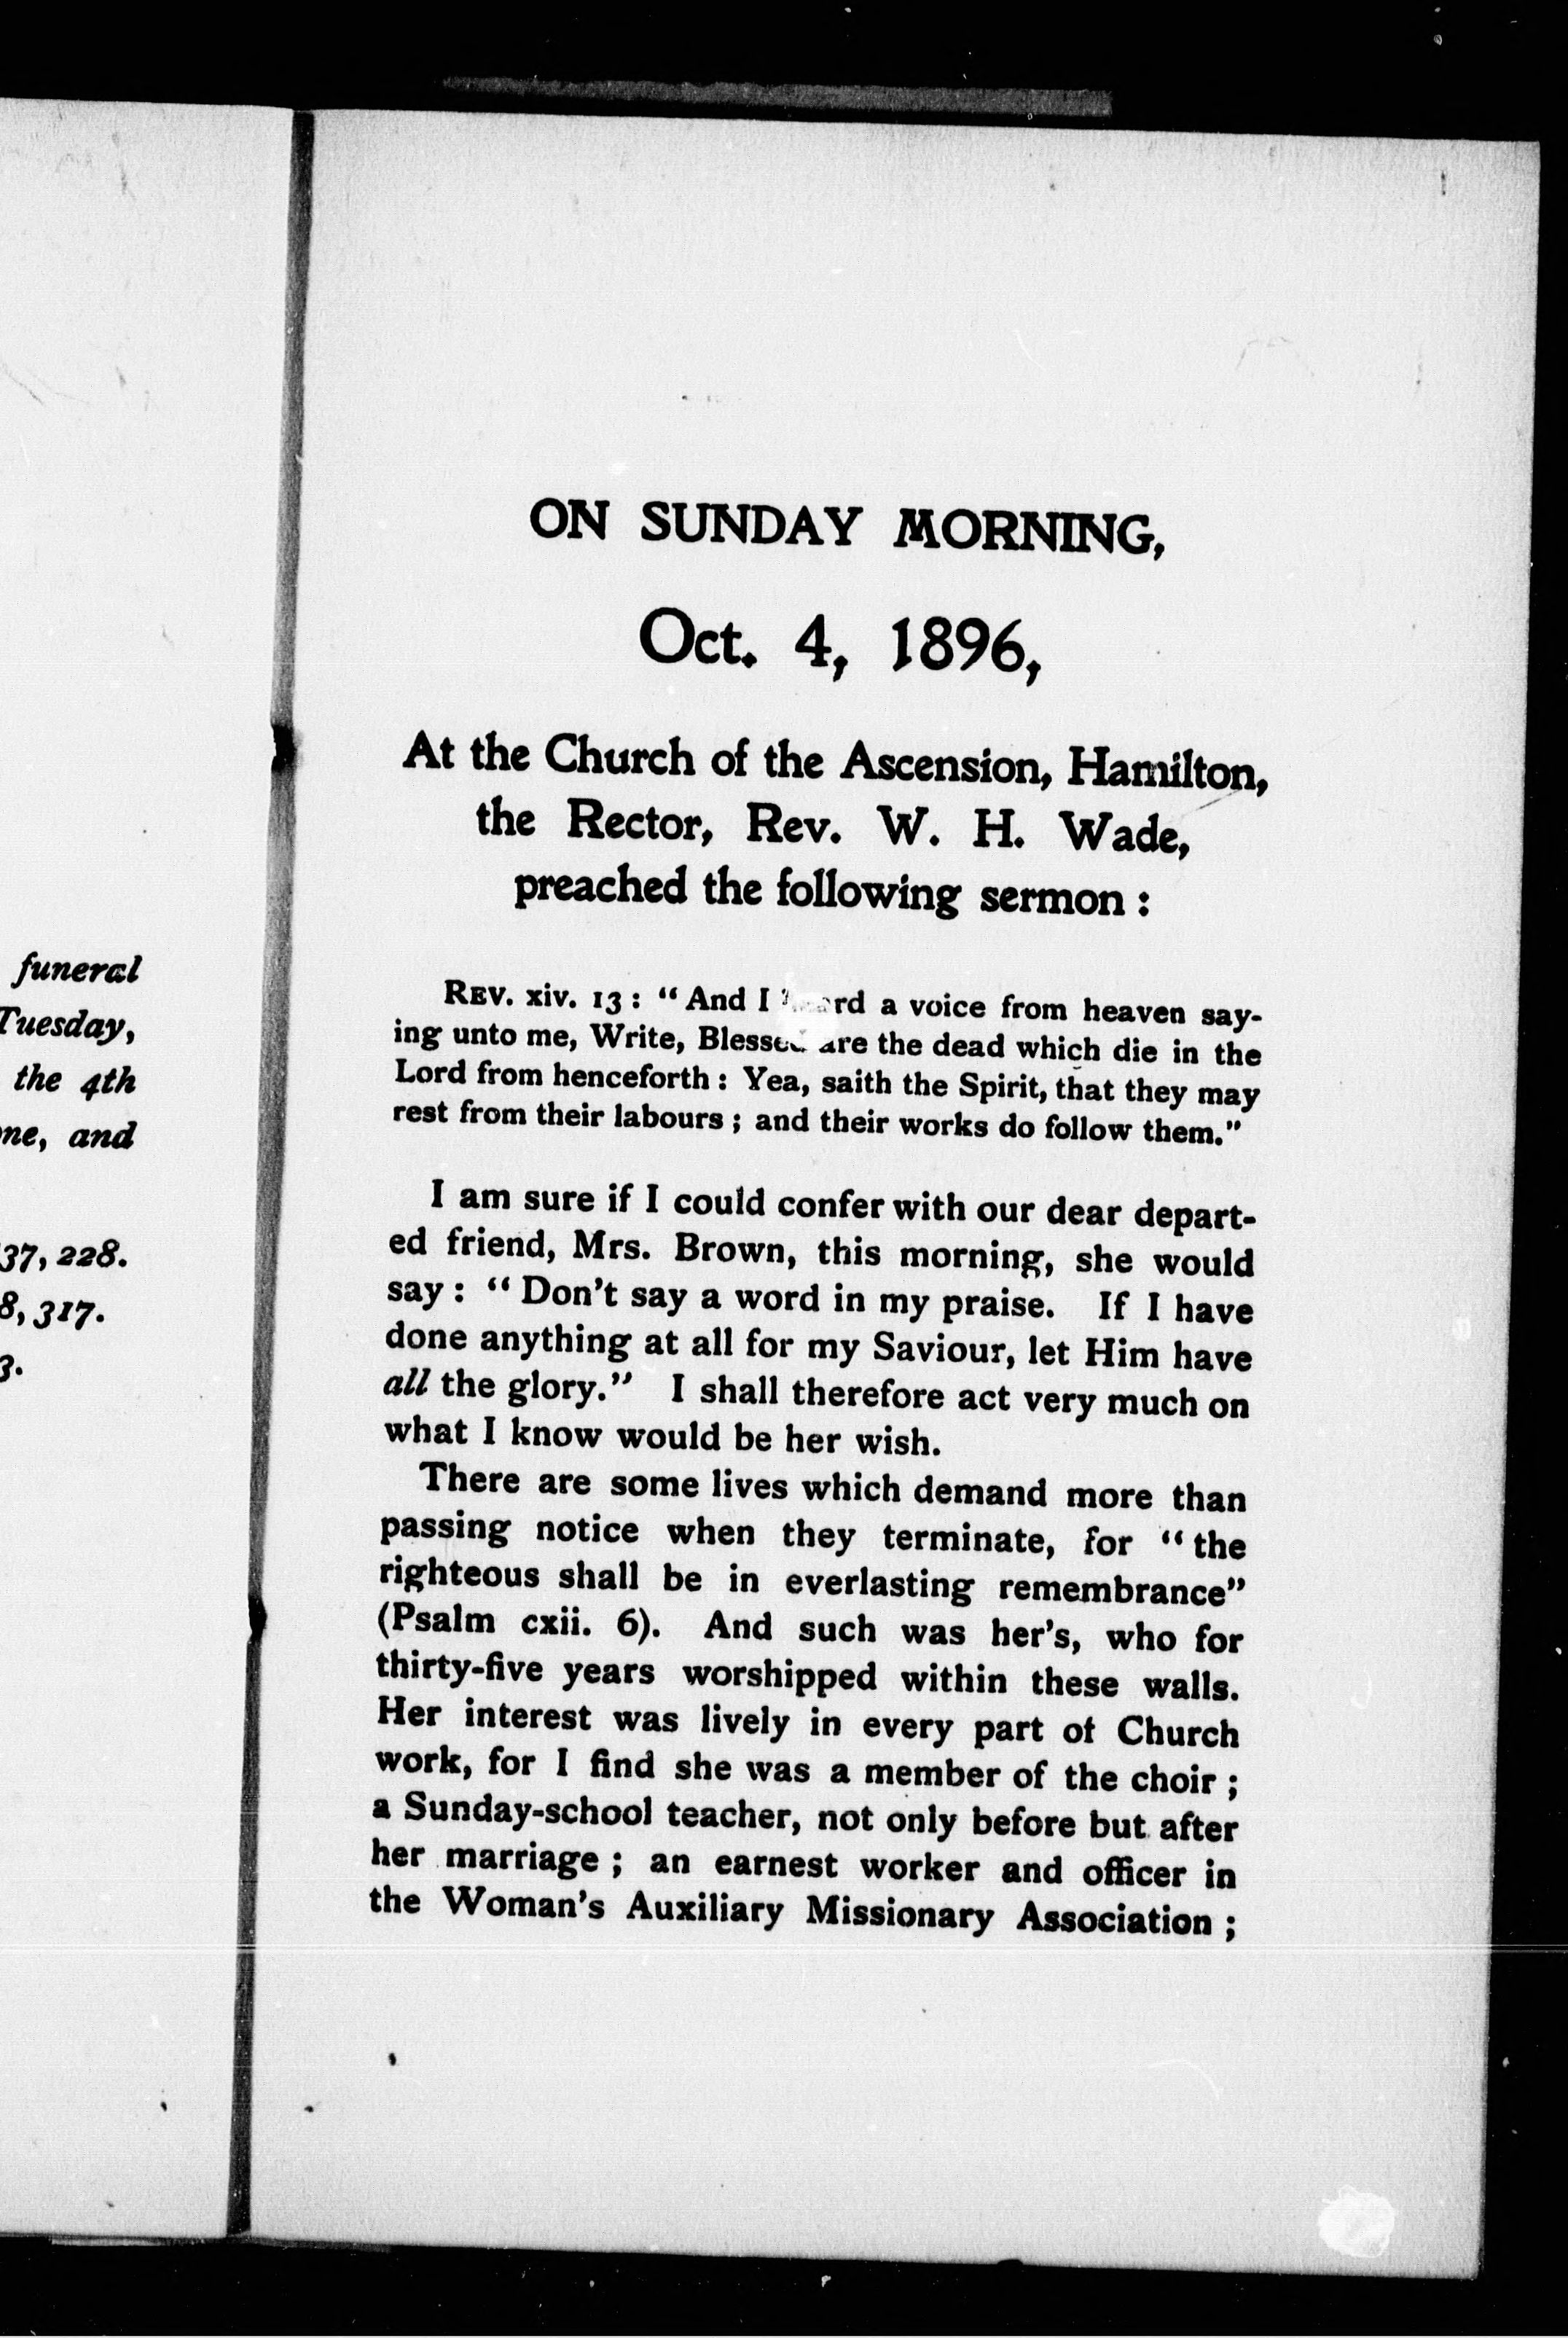 funeral
Tuesday,
the 4th
and
37, 228.
8, 317.
3.
ON SUNDAY MORNING,
Oct. 4, 1896,
At the Church of the Ascension, Hamilton,
the Rector, Rev. W. H. Wade,
preached the following sermon :
REV. xiv. 13 : "And I heard a voice from heaven say-
ing unto me, Write, Blessed are the dead which die in the
Lord from henceforth : Yea, saith the Spirit, that they may
rest from their labours ; and their works do follow them."
I am sure if I could confer with our dear depart-
ed friend, Mrs. Brown, this morning, she would
say : "Don't say a word in my praise. If I have
done anything at all for my Saviour, let Him have
all the glory." I shall therefore act very much on
what I know would be her wish.
There are some lives which demand more than
passing notice when they terminate, for "the
righteous shall be in everlasting remembrance"
(Psalm cxii. 6). And such was her's, who for
thirty-five years worshipped within these walls.
Her interest was lively in every part of Church
work, for I find she was a member of the choir ;
a Sunday-school teacher, not only before but after
her marriage ; an earnest worker and officer in
the Woman's Auxiliary Missionary Association ;